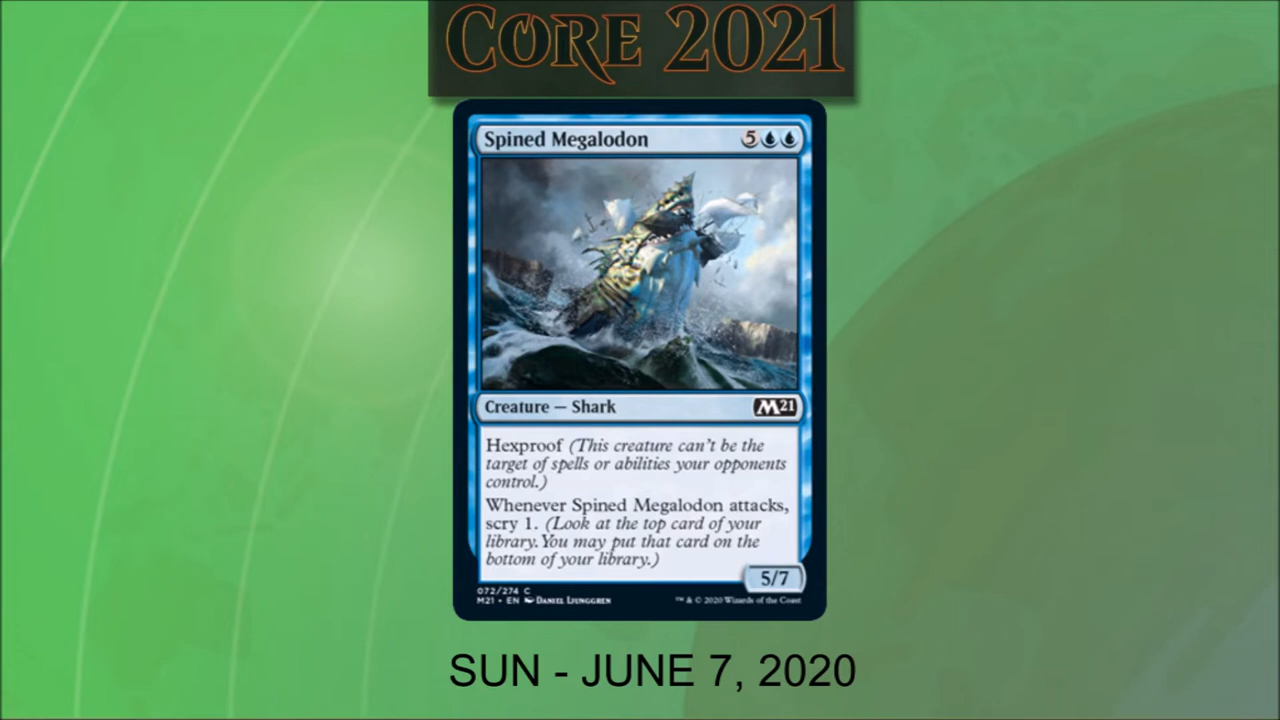 CORE 2021
Spined Megalodon 5
Creature — Shark M21
Hexproof (This creature can't be the
target of spells or abilities your opponents
control.)
Whenever Spined Megalodon attacks,
scry 1. (Look at the top card of your
library. You may put that card on the
bottom of your library.)
5/7
072/274 C
M21 • EN Daniel Ljunggren
™ & © 2020 Wizards of the Coast
SUN - JUNE 7, 2020